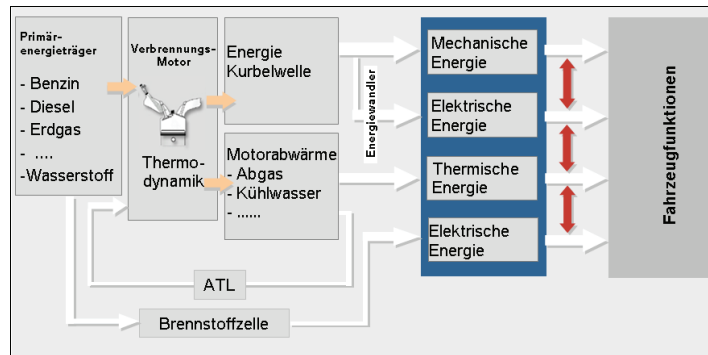 Primär-
energieträger
- Benzin
- Diesel
- Erdgas
- ....
-Wasserstoff
Verbrennungs-
Motor
Thermo-
dynamik
Energie
Kurbelwelle
Motorabwärme
- Abgas
- Kühlwasser
- ......
ATL
Brennstoffzelle
Energiewandler
Mechanische
Energie
Elektrische
Energie
Thermische
Energie
Elektrische
Energie
Fahrzeugfunktionen